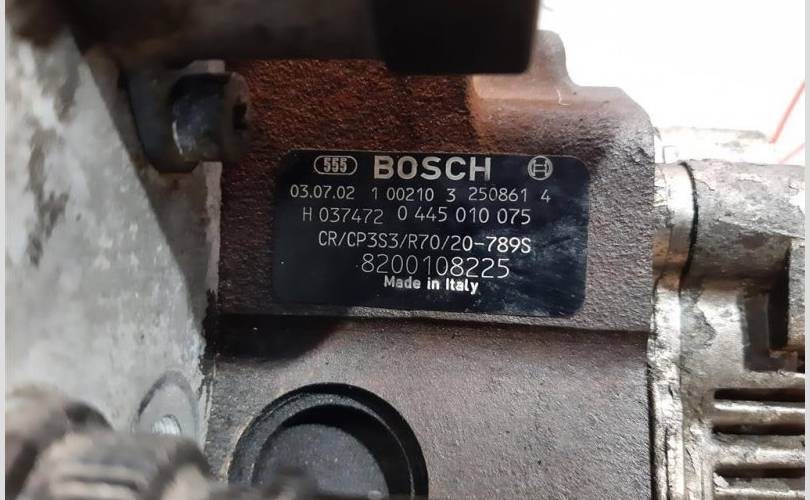 555 BOSCH
03.07.02 1 00210 3 250861 4
H 037472 0 445 010 075
CR/CP3S3/R70/20-789S
8200108225
Made in Italy